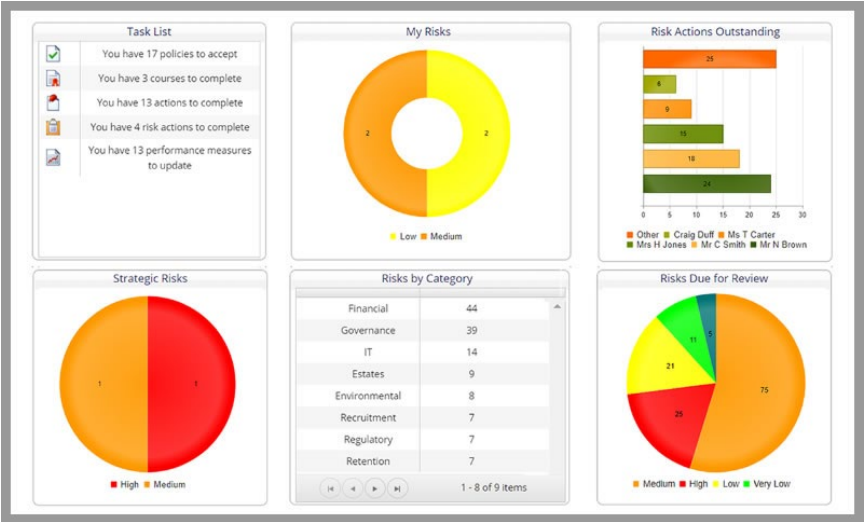 Task List
You have 17 policies to accept
You have 3 courses to complete
You have 13 actions to complete
You have 4 risk actions to complete
You have 13 performance measures
to update
My Risks
2
2
Low Medium
Risk Actions Outstanding
25
6
9
15
18
24
0 5 10 15 20 25 30
Other Craig Duff Ms T Carter
Mrs H Jones Mr C Smith Mr N Brown
Strategic Risks
1
1
High Medium
Risks by Category
Financial 44
Governance 39
IT 14
Estates 9
Environmental 8
Recruitment 7
Regulatory 7
Retention 7
1 - 8 of 9 items
Risks Due for Review
5
11
21
75
25
Medium High Low Very Low